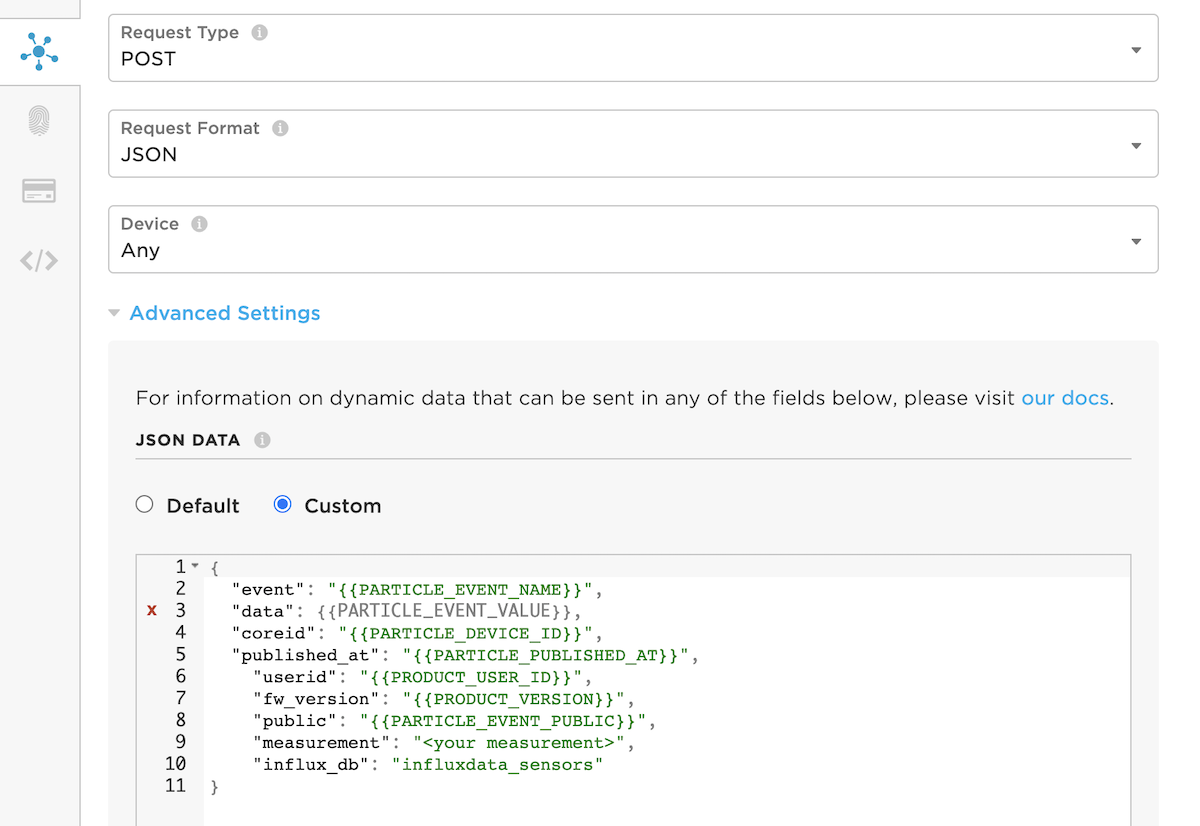 Request Type
POST
Request Format
JSON
Device
Any
Advanced Settings
For information on dynamic data that can be sent in any of the fields below, please visit our docs.
JSON DATA
Default Custom
1 {
2 "event": "{{PARTICLE_EVENT_NAME}}",
x 3 "data": {{PARTICLE_EVENT_VALUE}},
4 "coreid": "{{PARTICLE_DEVICE_ID}}",
5 "published_at": "{{PARTICLE_PUBLISHED_AT}}",
6 "userid": "{{PRODUCT_USER_ID}}",
7 "fw_version": "{{PRODUCT_VERSION}}",
8 "public": "{{PARTICLE_EVENT_PUBLIC}}",
9 "measurement": "<your measurement>",
10 "influx_db": "influxdata_sensors"
11 }